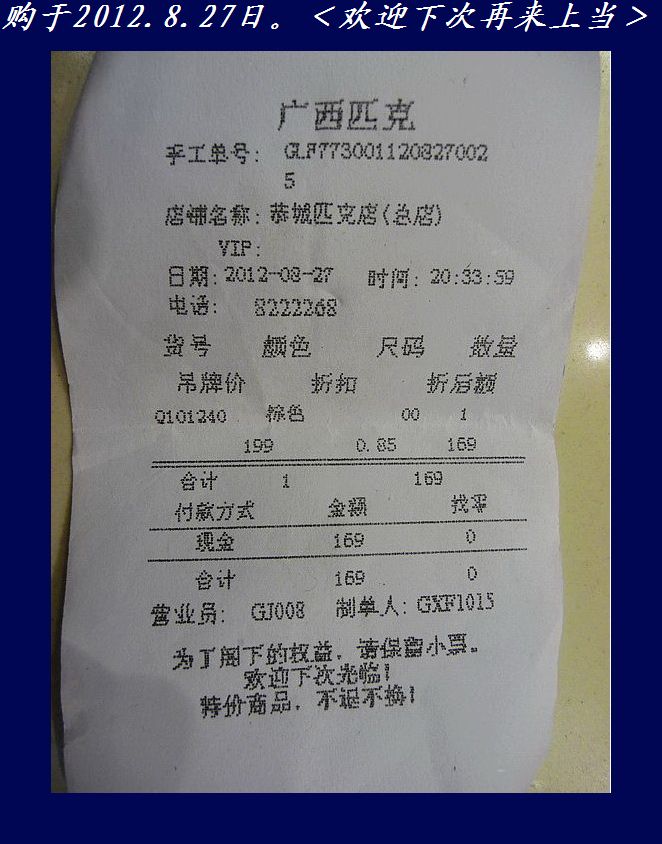 购于2012.8.27日。<欢迎下次再来上当>
广西匹克
手工单号: GLF773001120827002
5
店铺名称: 恭城匹克店(总店)
VIP:
日期: 2012-08-27 时间: 20:33:59
电话: 8222268
货号 颜色 尺码 数量
吊牌价 折扣 折后额
Q101240 棕色 00 1
199 0.85 169
合计 1 169
付款方式 金额 找零
现金 169 0
合计 169 0
营业员: GJ008 制单人: GXF1015
为了阁下的权益，请保留小票。
欢迎下次光临!
特价商品，不退不换!